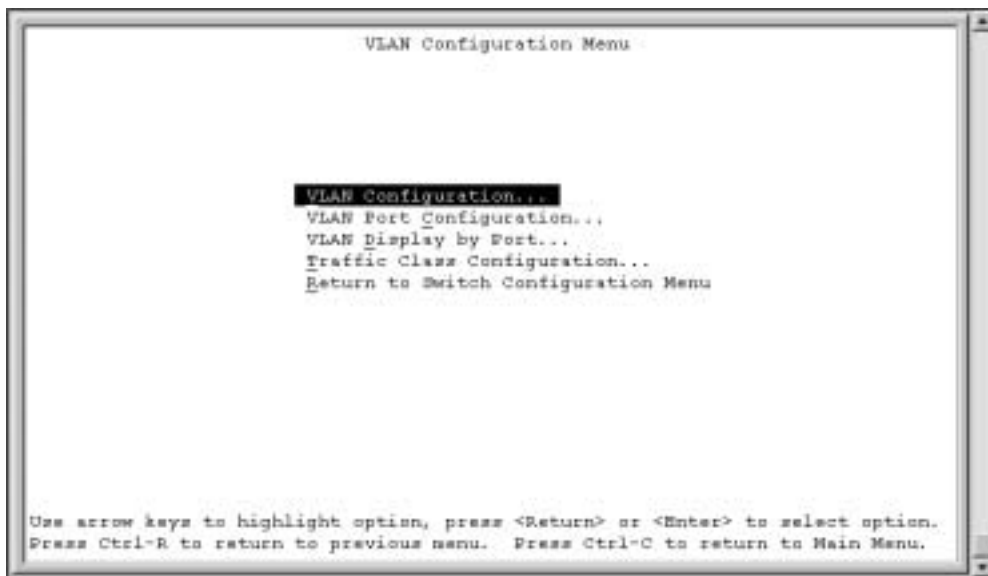 VLAN Configuration Menu
VLAN Configuration...
VLAN Port Configuration...
VLAN Display by Port...
Traffic Class Configuration...
Return to Switch Configuration Menu
Use arrow keys to highlight option, press <Return> or <Enter> to select option.
Press Ctrl-R to return to previous menu. Press Ctrl-C to return to Main Menu.